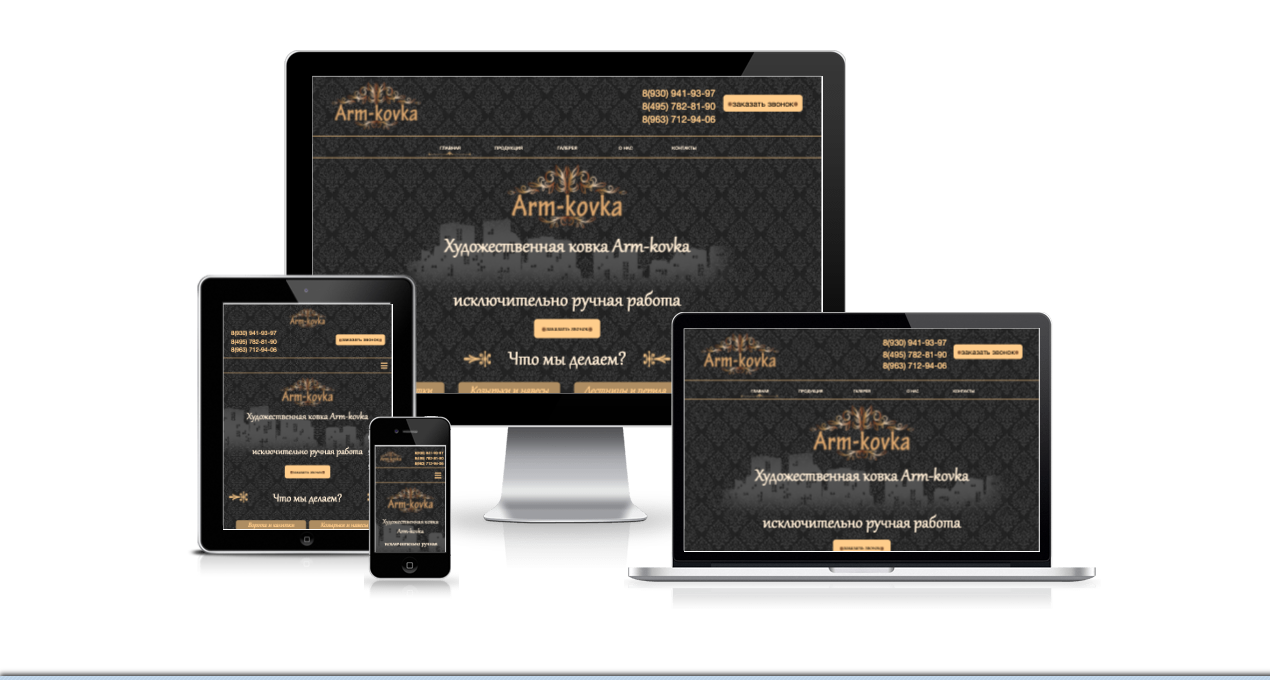 Arm-kovka
8(930) 941-93-97
8(495) 782-81-90
8(963) 712-94-06
«заказать звонок»
ГЛАВНАЯ ПРОДУКЦИЯ ГАЛЕРЕЯ О НАС КОНТАКТЫ
Arm-kovka
Художественная ковка Arm-kovka
исключительно ручная работа
Что мы делаем?
Козырьки и навесы Лестницы и перила
Arm-kovka
8(930) 941-93-97
8(495) 782-81-90
8(963) 712-94-06
«заказать звонок»
Arm-kovka
Художественная ковка Arm-kovka
исключительно ручная работа
Что мы делаем?
Ворота и калитки Козырьки и навесы
8(930) 941-93-97
8(495) 782-81-90
8(963) 712-94-06
Arm-kovka
Художественная ковка
Arm-kovka
исключительно ручная
Arm-kovka
8(930) 941-93-97
8(495) 782-81-90
8(963) 712-94-06
«заказать звонок»
ГЛАВНАЯ ПРОДУКЦИЯ ГАЛЕРЕЯ О НАС КОНТАКТЫ
Arm-kovka
Художественная ковка Arm-kovka
исключительно ручная работа